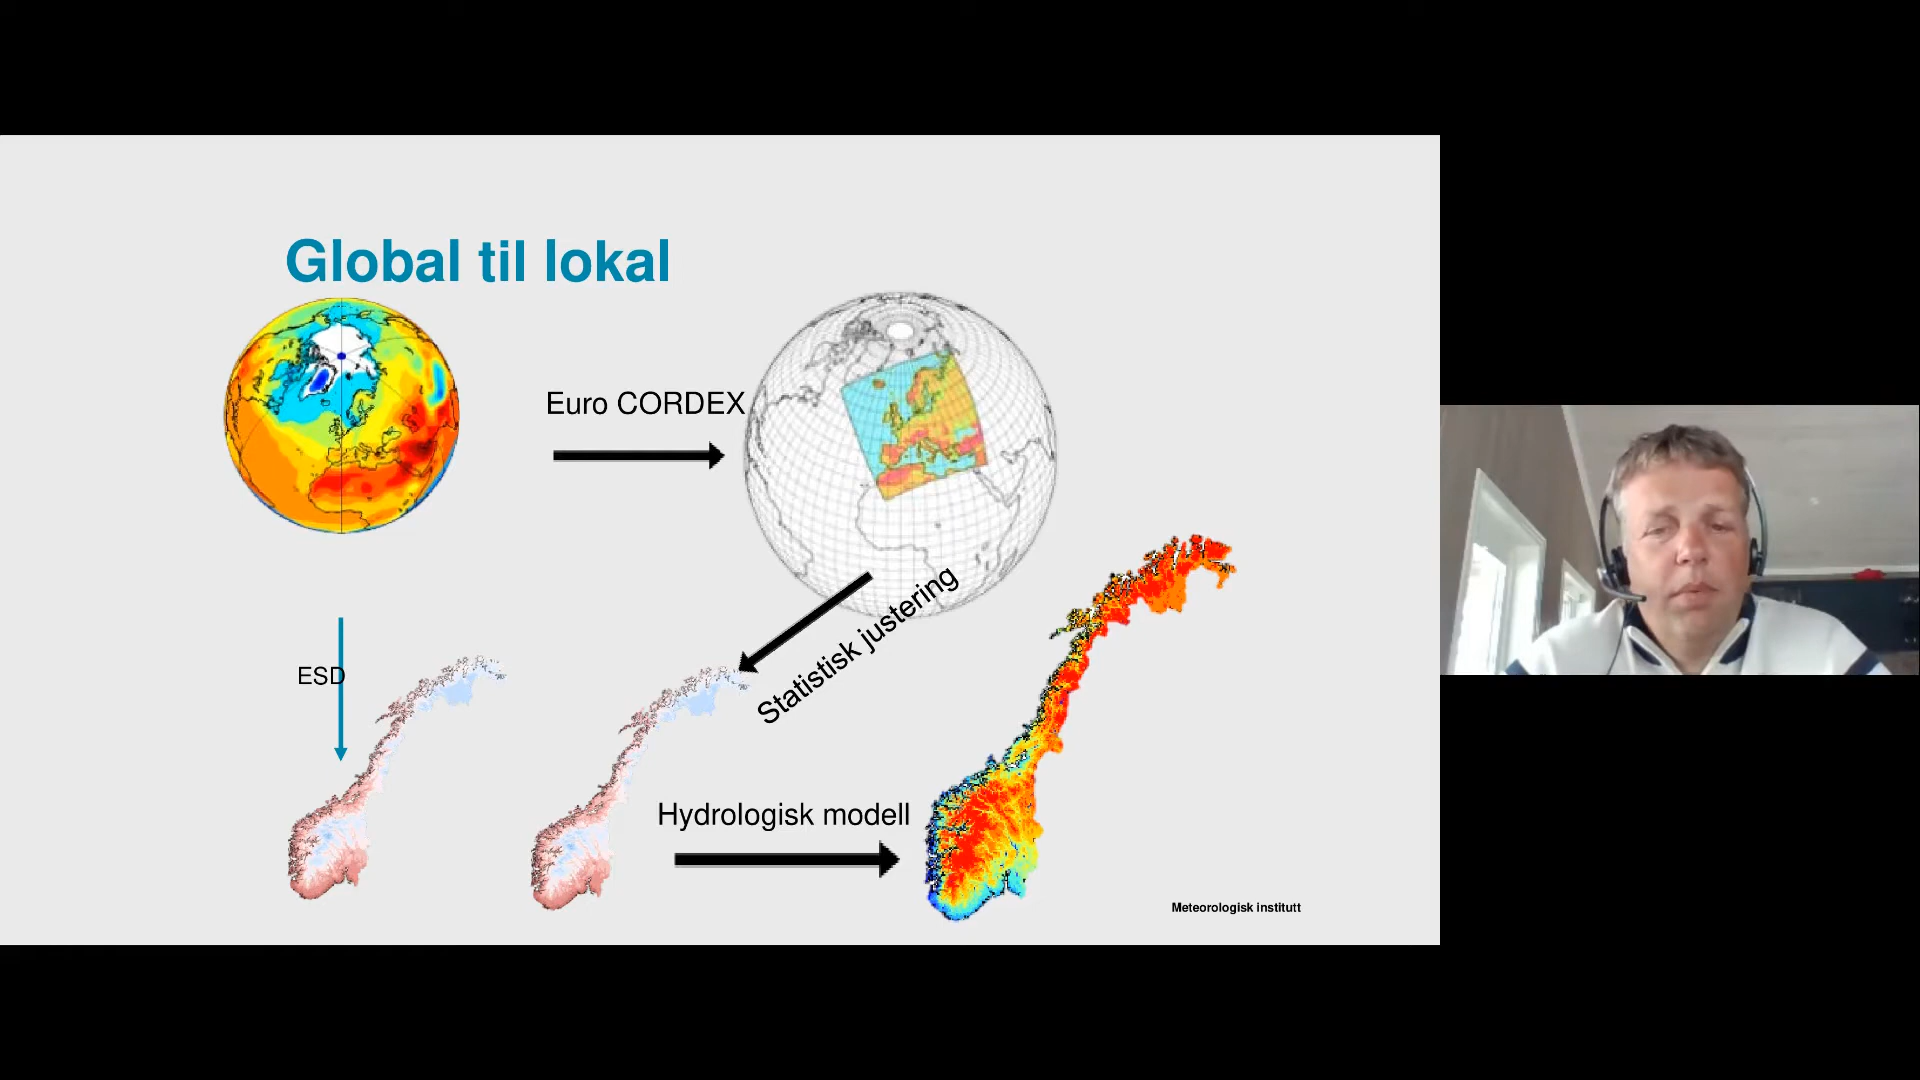 Global til lokal
Euro CORDEX
Statistisk justering
ESD
Hydrologisk modell
Meteorologisk institutt